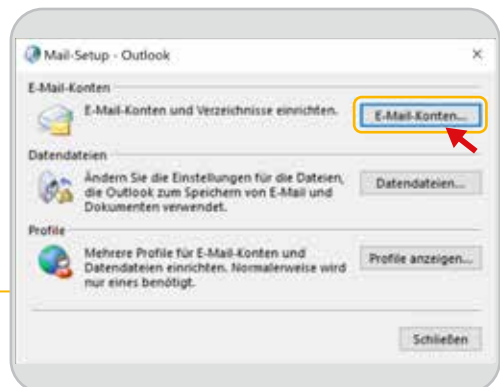 Mail-Setup - Outlook
E-Mail-Konten
E-Mail-Konten und Verzeichnisse einrichten.
E-Mail-Konten...
Datendateien
Ändern Sie die Einstellungen für die Dateien,
die Outlook zum Speichern von E-Mail und
Dokumenten verwendet.
Datendateien...
Profile
Mehrere Profile für E-Mail-Konten und
Datendateien einrichten. Normalerweise wird
nur eines benötigt.
Profile anzeigen...
Schließen